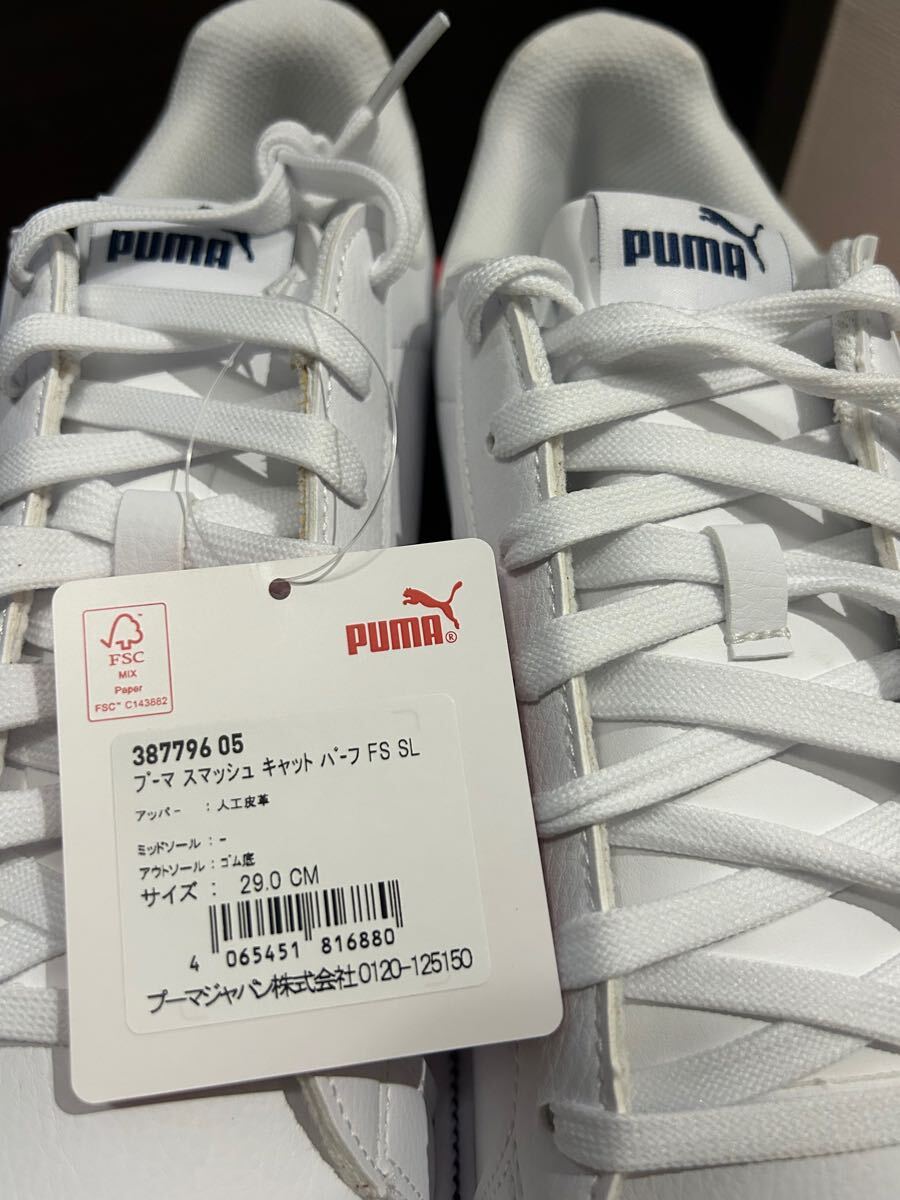 PUMA
PUMA
FSC
MIX
Paper
FSC™ C143882
PUMA®
387796 05
プーマ スマッシュ キャット パーフ FS SL
アッパー : 人工皮革
ミッドソール : -
アウトソール : ゴム底
サイズ : 29.0 CM
4 065451 816880
プーマジャパン株式会社0120-125150